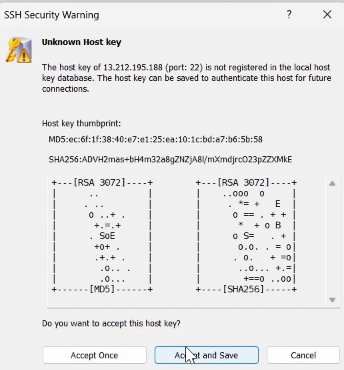 SSH Security Warning
Unknown Host key
The host key of 13.212.195.188 (port: 22) is not registered in the local host
key database. The host key can be saved to authenticate this host for future
connections.
Host key thumbprint:
MD5:ec:6f:1f:38:40:e7:e1:25:ea:10:1c:bd:a7:b6:5b:58
SHA256:ADVH2mas+bH4m32a8gZNZjA8l/mXmdjrcO23pZZXMkE
+---[RSA 3072]----+ +---[RSA 3072]----+
| .. | | ..ooo o |
| . .. | | . *= + E |
| o ..+ . | | o == . + + |
| +.=.+ | | * + o B |
| . SoE | | o S= . + |
| +o+ . | | o.o. . = o|
| .+.+ . | | . o. + =o|
| .o.. . | | ..o... +.=|
| .o... | | +==o ..oo|
+------[MD5]------+ +----[SHA256]-----+
Do you want to accept this host key?
Accept Once
Accept and Save
Cancel